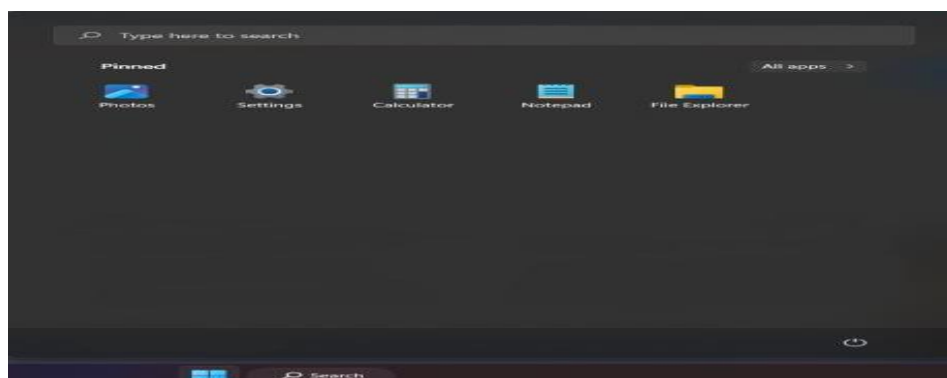 Type here to search
Pinned
All apps >
Photos Settings Calculator Notepad File Explorer
Search